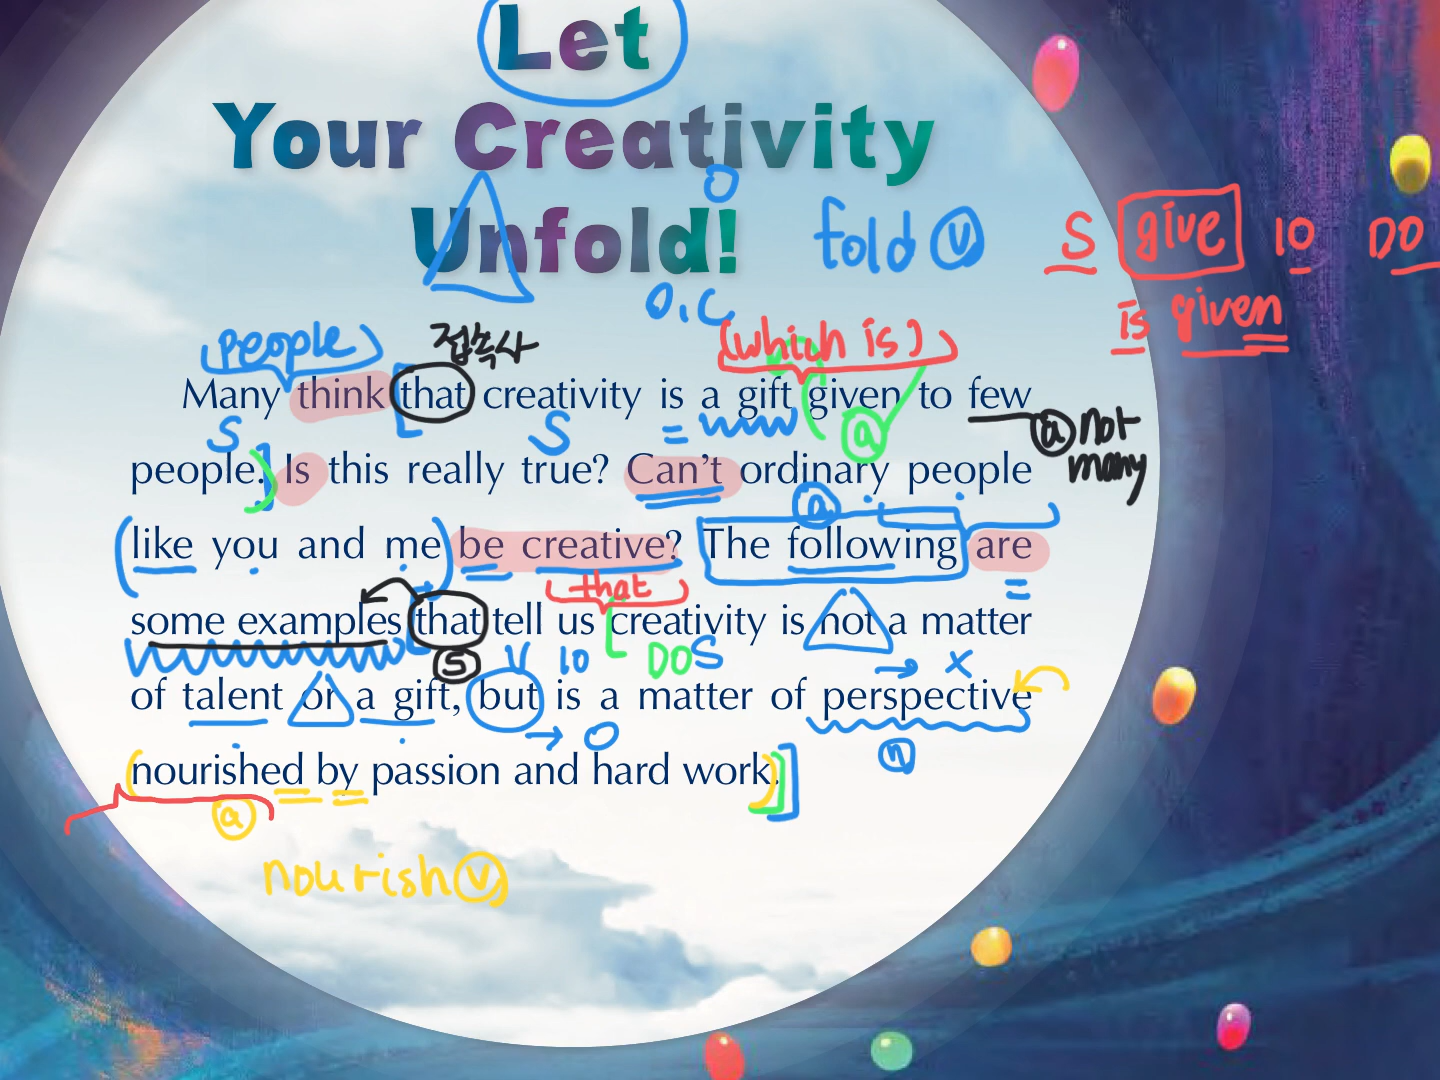 Let
Your Creativity
O
Unfold!
fold v
S give IO DO
is given
O.C
people 접속사 (which is)
Many think that creativity is a gift given to few
S S a a not
many
people. Is this really true? Can't ordinary people
a
like you and me be creative? The following are
that
some examples that tell us creativity is not a matter
S V IO DO S → X
of talent or a gift, but is a matter of perspective
→ O n
nourished by passion and hard work.
a
nourish v